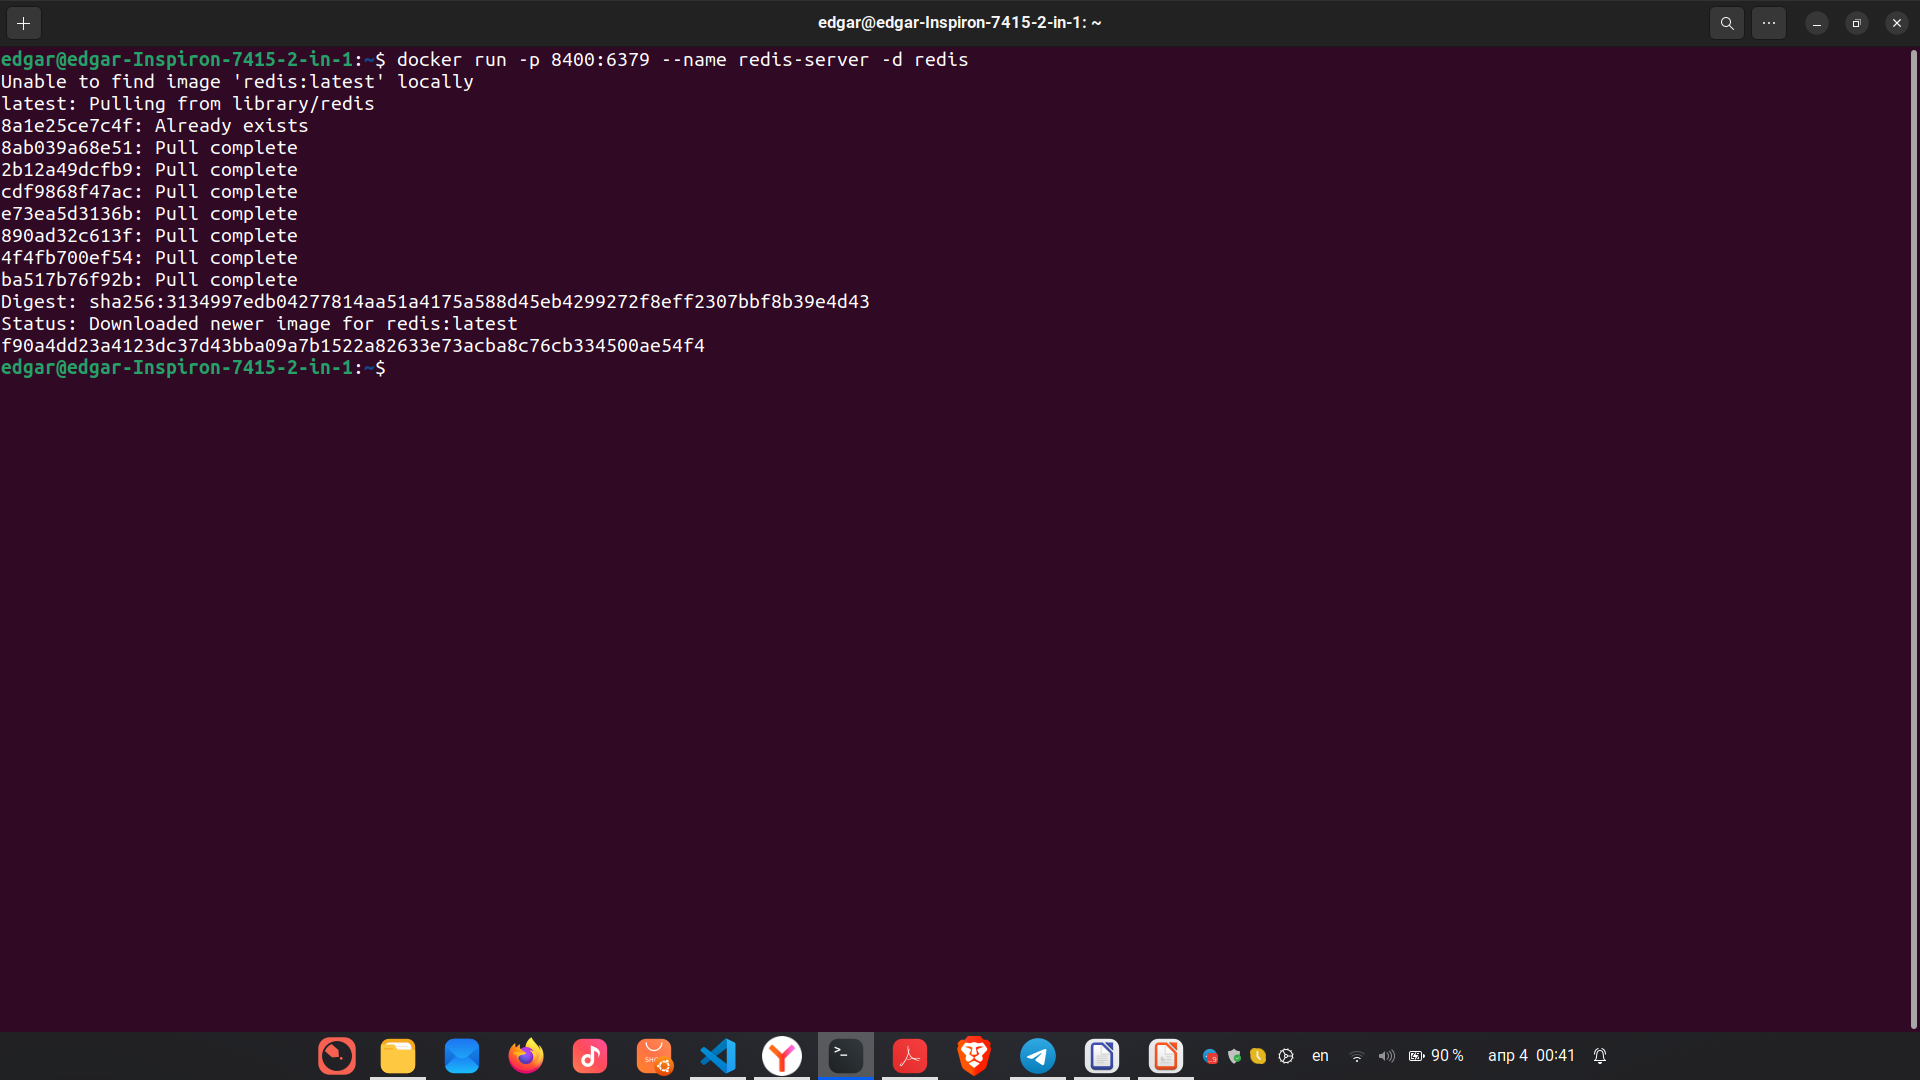 edgar@edgar-Inspiron-7415-2-in-1: ~
edgar@edgar-Inspiron-7415-2-in-1:~$ docker run -p 8400:6379 --name redis-server -d redis
Unable to find image 'redis:latest' locally
latest: Pulling from library/redis
8a1e25ce7c4f: Already exists
8ab039a68e51: Pull complete
2b12a49dcfb9: Pull complete
cdf9868f47ac: Pull complete
e73ea5d3136b: Pull complete
890ad32c613f: Pull complete
4f4fb700ef54: Pull complete
ba517b76f92b: Pull complete
Digest: sha256:3134997edb04277814aa51a4175a588d45eb4299272f8eff2307bbf8b39e4d43
Status: Downloaded newer image for redis:latest
f90a4dd23a4123dc37d43bba09a7b1522a82633e73acba8c76cb334500ae54f4
edgar@edgar-Inspiron-7415-2-in-1:~$
en 90 % апр 4 00:41